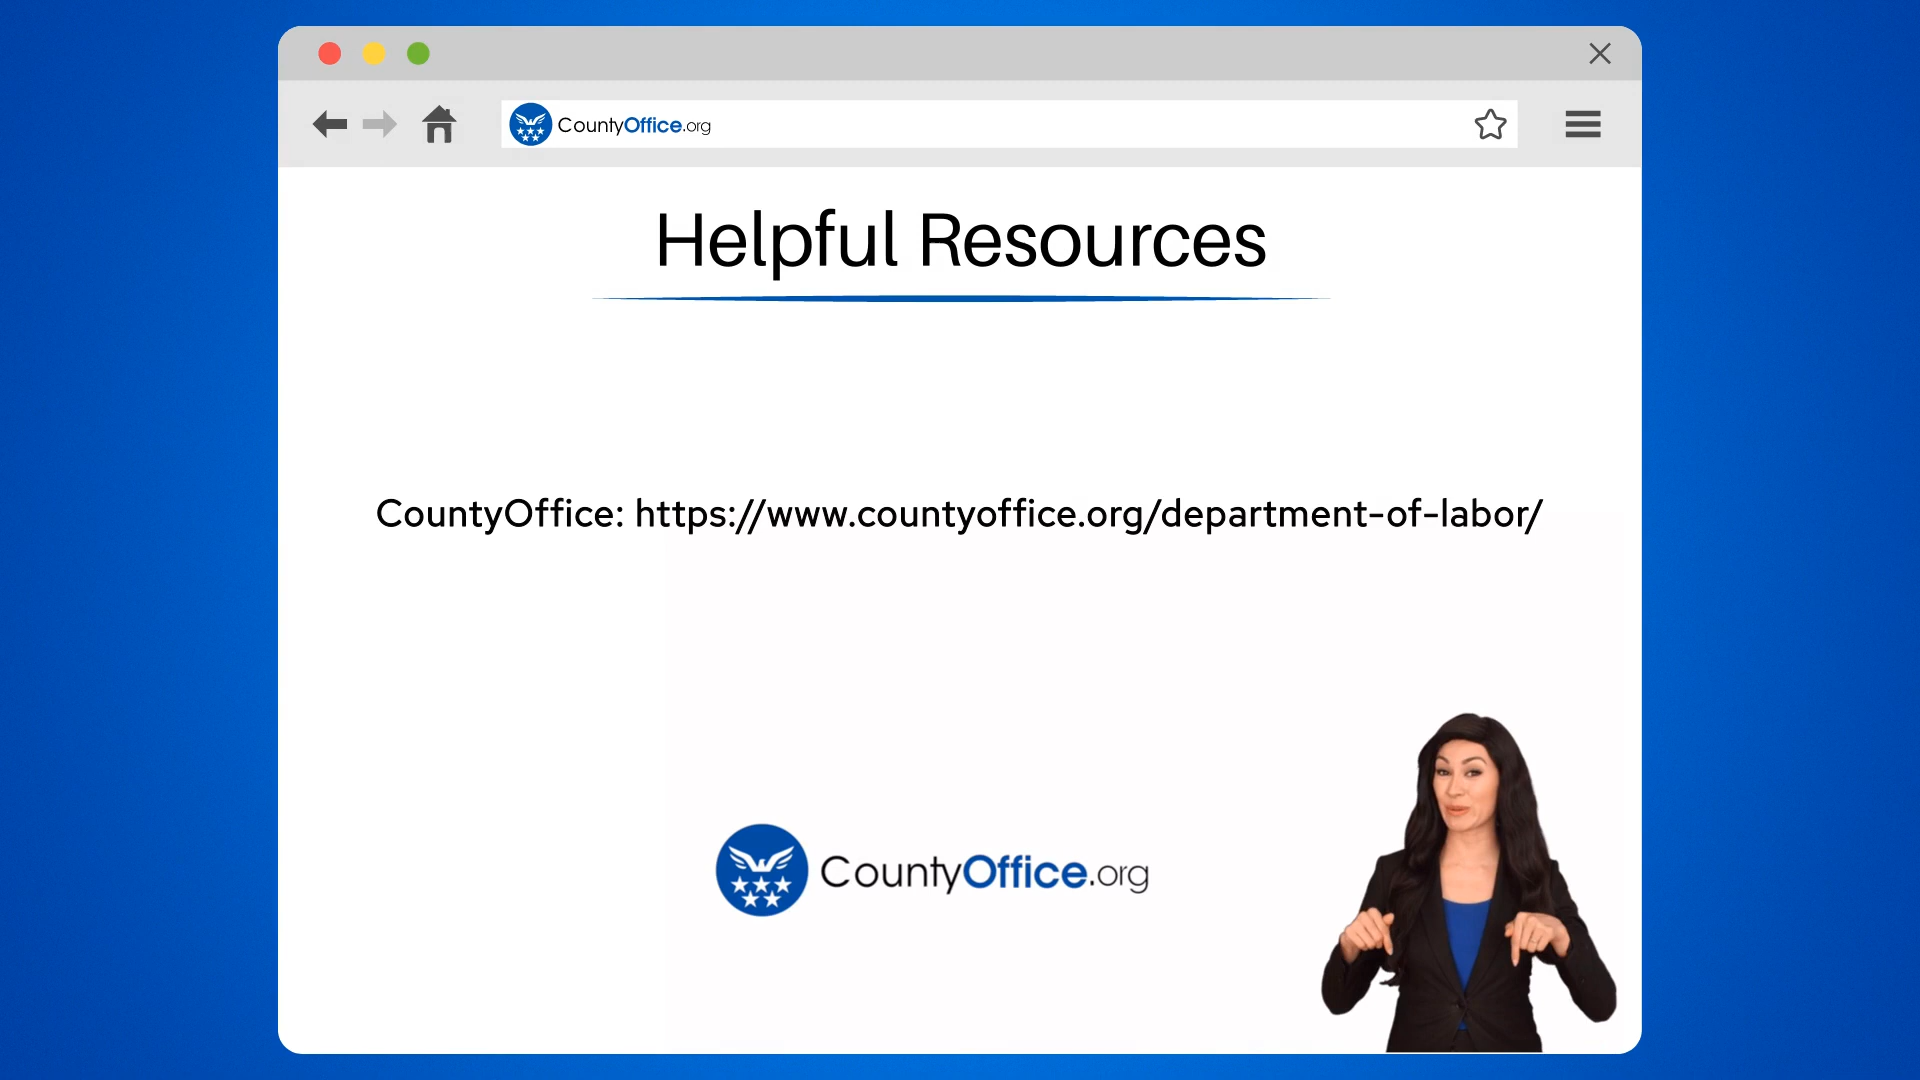 CountyOffice.org
Helpful Resources
CountyOffice: https://www.countyoffice.org/department-of-labor/
CountyOffice.org